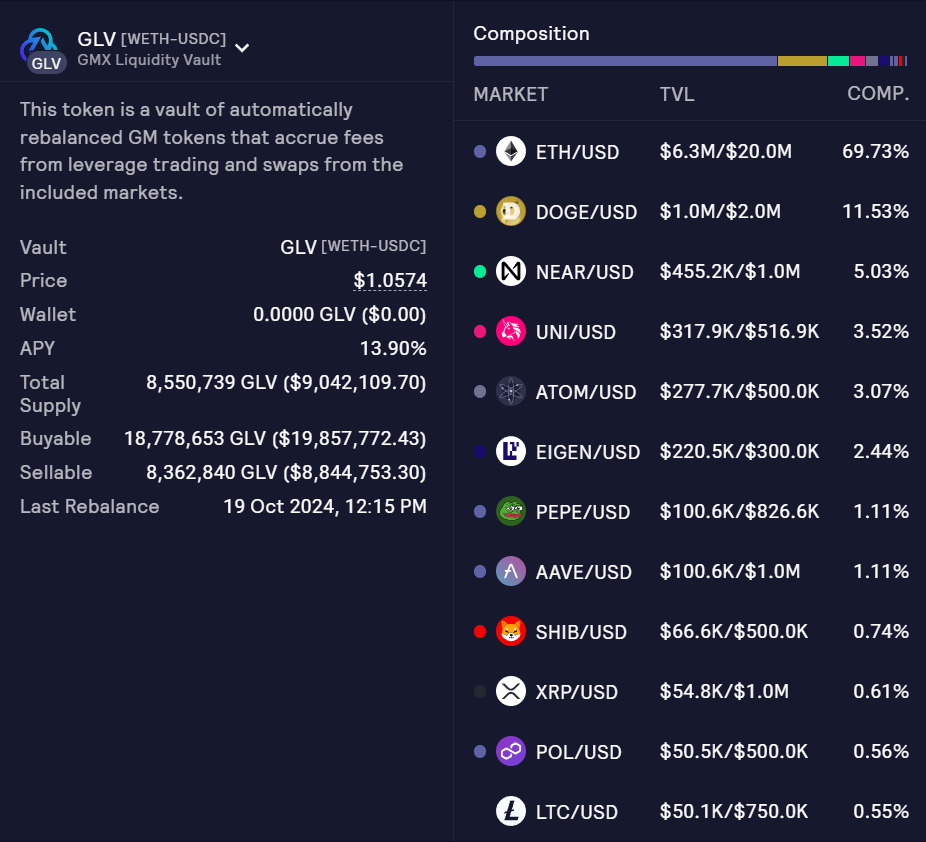 GLV [WETH-USDC]
GMX Liquidity Vault
GLV
This token is a vault of automatically
rebalanced GM tokens that accrue fees
from leverage trading and swaps from the
included markets.
Vault GLV [WETH-USDC]
Price $1.0574
Wallet 0.0000 GLV ($0.00)
APY 13.90%
Total Supply 8,550,739 GLV ($9,042,109.70)
Buyable 18,778,653 GLV ($19,857,772.43)
Sellable 8,362,840 GLV ($8,844,753.30)
Last Rebalance 19 Oct 2024, 12:15 PM
Composition
MARKET TVL COMP.
ETH/USD $6.3M/$20.0M 69.73%
DOGE/USD $1.0M/$2.0M 11.53%
NEAR/USD $455.2K/$1.0M 5.03%
UNI/USD $317.9K/$516.9K 3.52%
ATOM/USD $277.7K/$500.0K 3.07%
EIGEN/USD $220.5K/$300.0K 2.44%
PEPE/USD $100.6K/$826.6K 1.11%
AAVE/USD $100.6K/$1.0M 1.11%
SHIB/USD $66.6K/$500.0K 0.74%
XRP/USD $54.8K/$1.0M 0.61%
POL/USD $50.5K/$500.0K 0.56%
LTC/USD $50.1K/$750.0K 0.55%